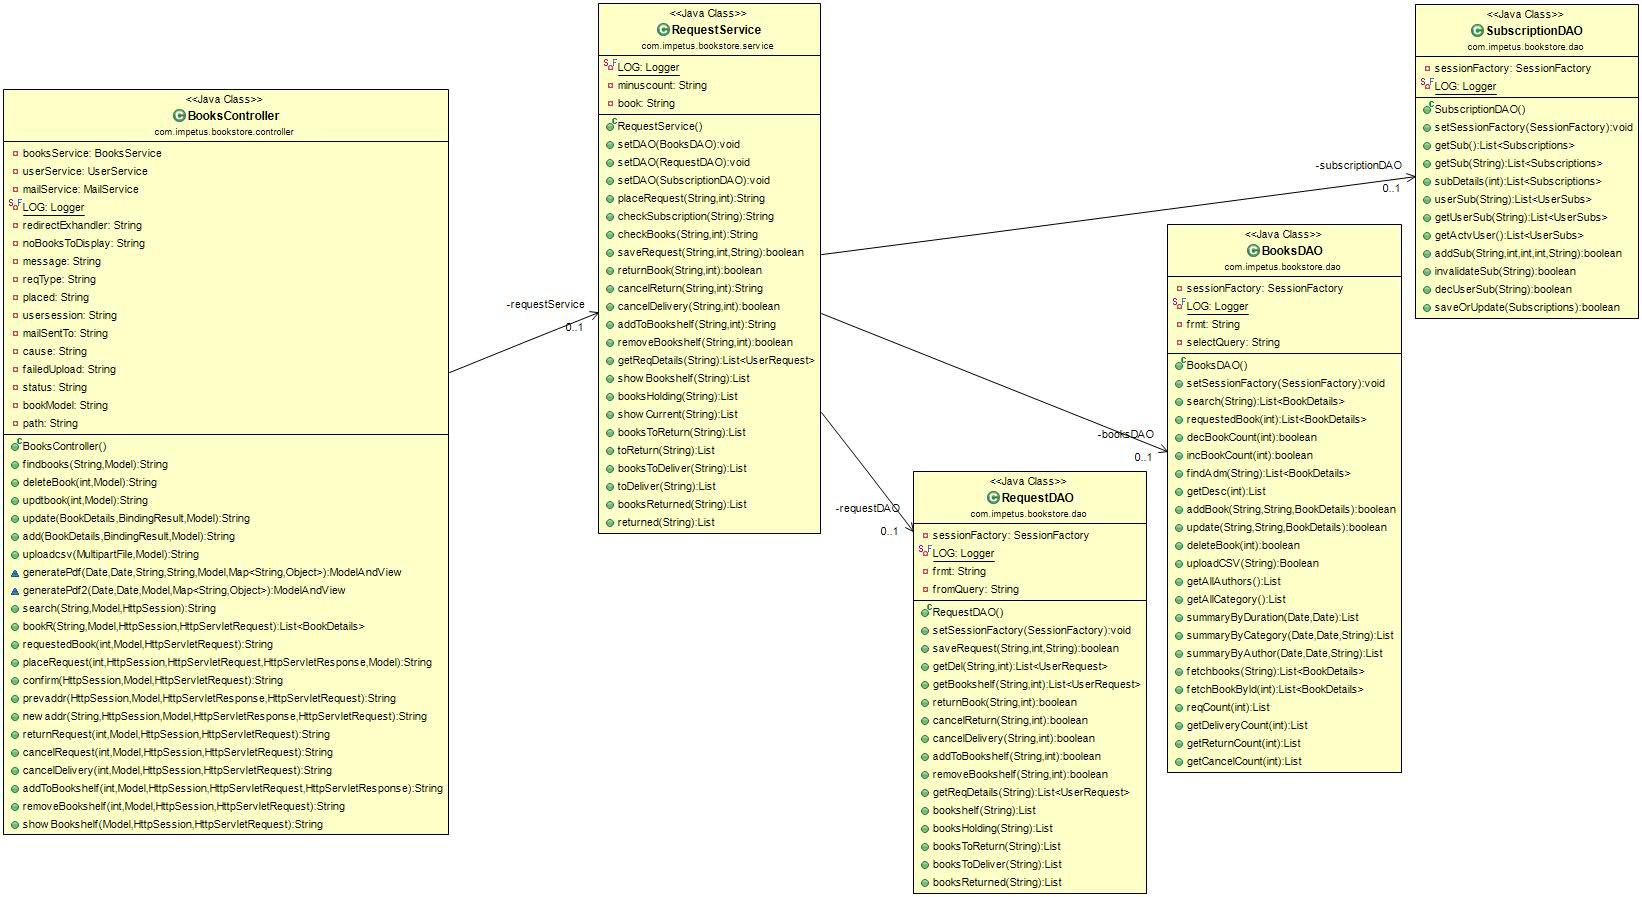 <<Java Class>>
BooksController
com.impetus.bookstore.controller
booksService: BooksService
userService: UserService
mailService: MailService
LOG: Logger
redirectExhandler: String
noBooksToDisplay: String
message: String
reqType: String
placed: String
usersession: String
mailSentTo: String
cause: String
failedUpload: String
status: String
bookModel: String
path: String
BooksController()
findbooks(String,Model):String
deleteBook(int,Model):String
updtbook(int,Model):String
update(BookDetails,BindingResult,Model):String
add(BookDetails,BindingResult,Model):String
uploadcsv(MultipartFile,Model):String
generatePdf(Date,Date,String,String,Model,Map<String,Object>):ModelAndView
generatePdf2(Date,Date,Model,Map<String,Object>):ModelAndView
search(String,Model,HttpSession):String
bookR(String,Model,HttpSession,HttpServletRequest):List<BookDetails>
requestedBook(int,Model,HttpServletRequest):String
placeRequest(int,HttpSession,HttpServletRequest,HttpServletResponse,Model):String
confirm(HttpSession,Model,HttpServletRequest):String
prevaddr(HttpSession,Model,HttpServletResponse,HttpServletRequest):String
newaddr(String,HttpSession,Model,HttpServletResponse,HttpServletRequest):String
returnRequest(int,Model,HttpSession,HttpServletRequest):String
cancelRequest(int,Model,HttpSession,HttpServletRequest):String
cancelDelivery(int,Model,HttpSession,HttpServletRequest):String
addToBookshelf(int,Model,HttpSession,HttpServletRequest,HttpServletResponse):String
removeBookshelf(int,Model,HttpSession,HttpServletRequest):String
showBookshelf(Model,HttpSession,HttpServletRequest):String
-requestService
0..1
<<Java Class>>
RequestService
com.impetus.bookstore.service
LOG: Logger
minuscount: String
book: String
RequestService()
setDAO(BooksDAO):void
setDAO(RequestDAO):void
setDAO(SubscriptionDAO):void
placeRequest(String,int):String
checkSubscription(String):String
checkBooks(String,int):String
saveRequest(String,int,String):boolean
returnBook(String,int):boolean
cancelReturn(String,int):String
cancelDelivery(String,int):boolean
addToBookshelf(String,int):String
removeBookshelf(String,int):boolean
getReqDetails(String):List<UserRequest>
showBookshelf(String):List
booksHolding(String):List
showCurrent(String):List
booksToReturn(String):List
toReturn(String):List
booksToDeliver(String):List
toDeliver(String):List
booksReturned(String):List
returned(String):List
-requestDAO
0..1
<<Java Class>>
RequestDAO
com.impetus.bookstore.dao
sessionFactory: SessionFactory
LOG: Logger
frmt: String
fromQuery: String
RequestDAO()
setSessionFactory(SessionFactory):void
saveRequest(String,int,String):boolean
getDel(String,int):List<UserRequest>
getBookshelf(String,int):List<UserRequest>
returnBook(String,int):boolean
cancelReturn(String,int):boolean
cancelDelivery(String,int):boolean
addToBookshelf(String,int):boolean
removeBookshelf(String,int):boolean
getReqDetails(String):List<UserRequest>
bookshelf(String):List
booksHolding(String):List
booksToReturn(String):List
booksToDeliver(String):List
booksReturned(String):List
-booksDAO
0..1
<<Java Class>>
BooksDAO
com.impetus.bookstore.dao
sessionFactory: SessionFactory
LOG: Logger
frmt: String
selectQuery: String
BooksDAO()
setSessionFactory(SessionFactory):void
search(String):List<BookDetails>
requestedBook(int):List<BookDetails>
decBookCount(int):boolean
incBookCount(int):boolean
findAdm(String):List<BookDetails>
getDesc(int):List
addBook(String,String,BookDetails):boolean
update(String,String,BookDetails):boolean
deleteBook(int):boolean
uploadCSV(String):Boolean
getAllAuthors():List
getAllCategory():List
summaryByDuration(Date,Date):List
summaryByCategory(Date,Date,String):List
summaryByAuthor(Date,Date,String):List
fetchbooks(String):List<BookDetails>
fetchBookById(int):List<BookDetails>
reqCount(int):List
getDeliveryCount(int):List
getReturnCount(int):List
getCancelCount(int):List
-subscriptionDAO
0..1
<<Java Class>>
SubscriptionDAO
com.impetus.bookstore.dao
sessionFactory: SessionFactory
LOG: Logger
SubscriptionDAO()
setSessionFactory(SessionFactory):void
getSub():List<Subscriptions>
getSub(String):List<Subscriptions>
subDetails(int):List<Subscriptions>
userSub(String):List<UserSubs>
getUserSub(String):List<UserSubs>
getActvUser():List<UserSubs>
addSub(String,int,int,int,String):boolean
invalidateSub(String):boolean
decUserSub(String):boolean
saveOrUpdate(Subscriptions):boolean